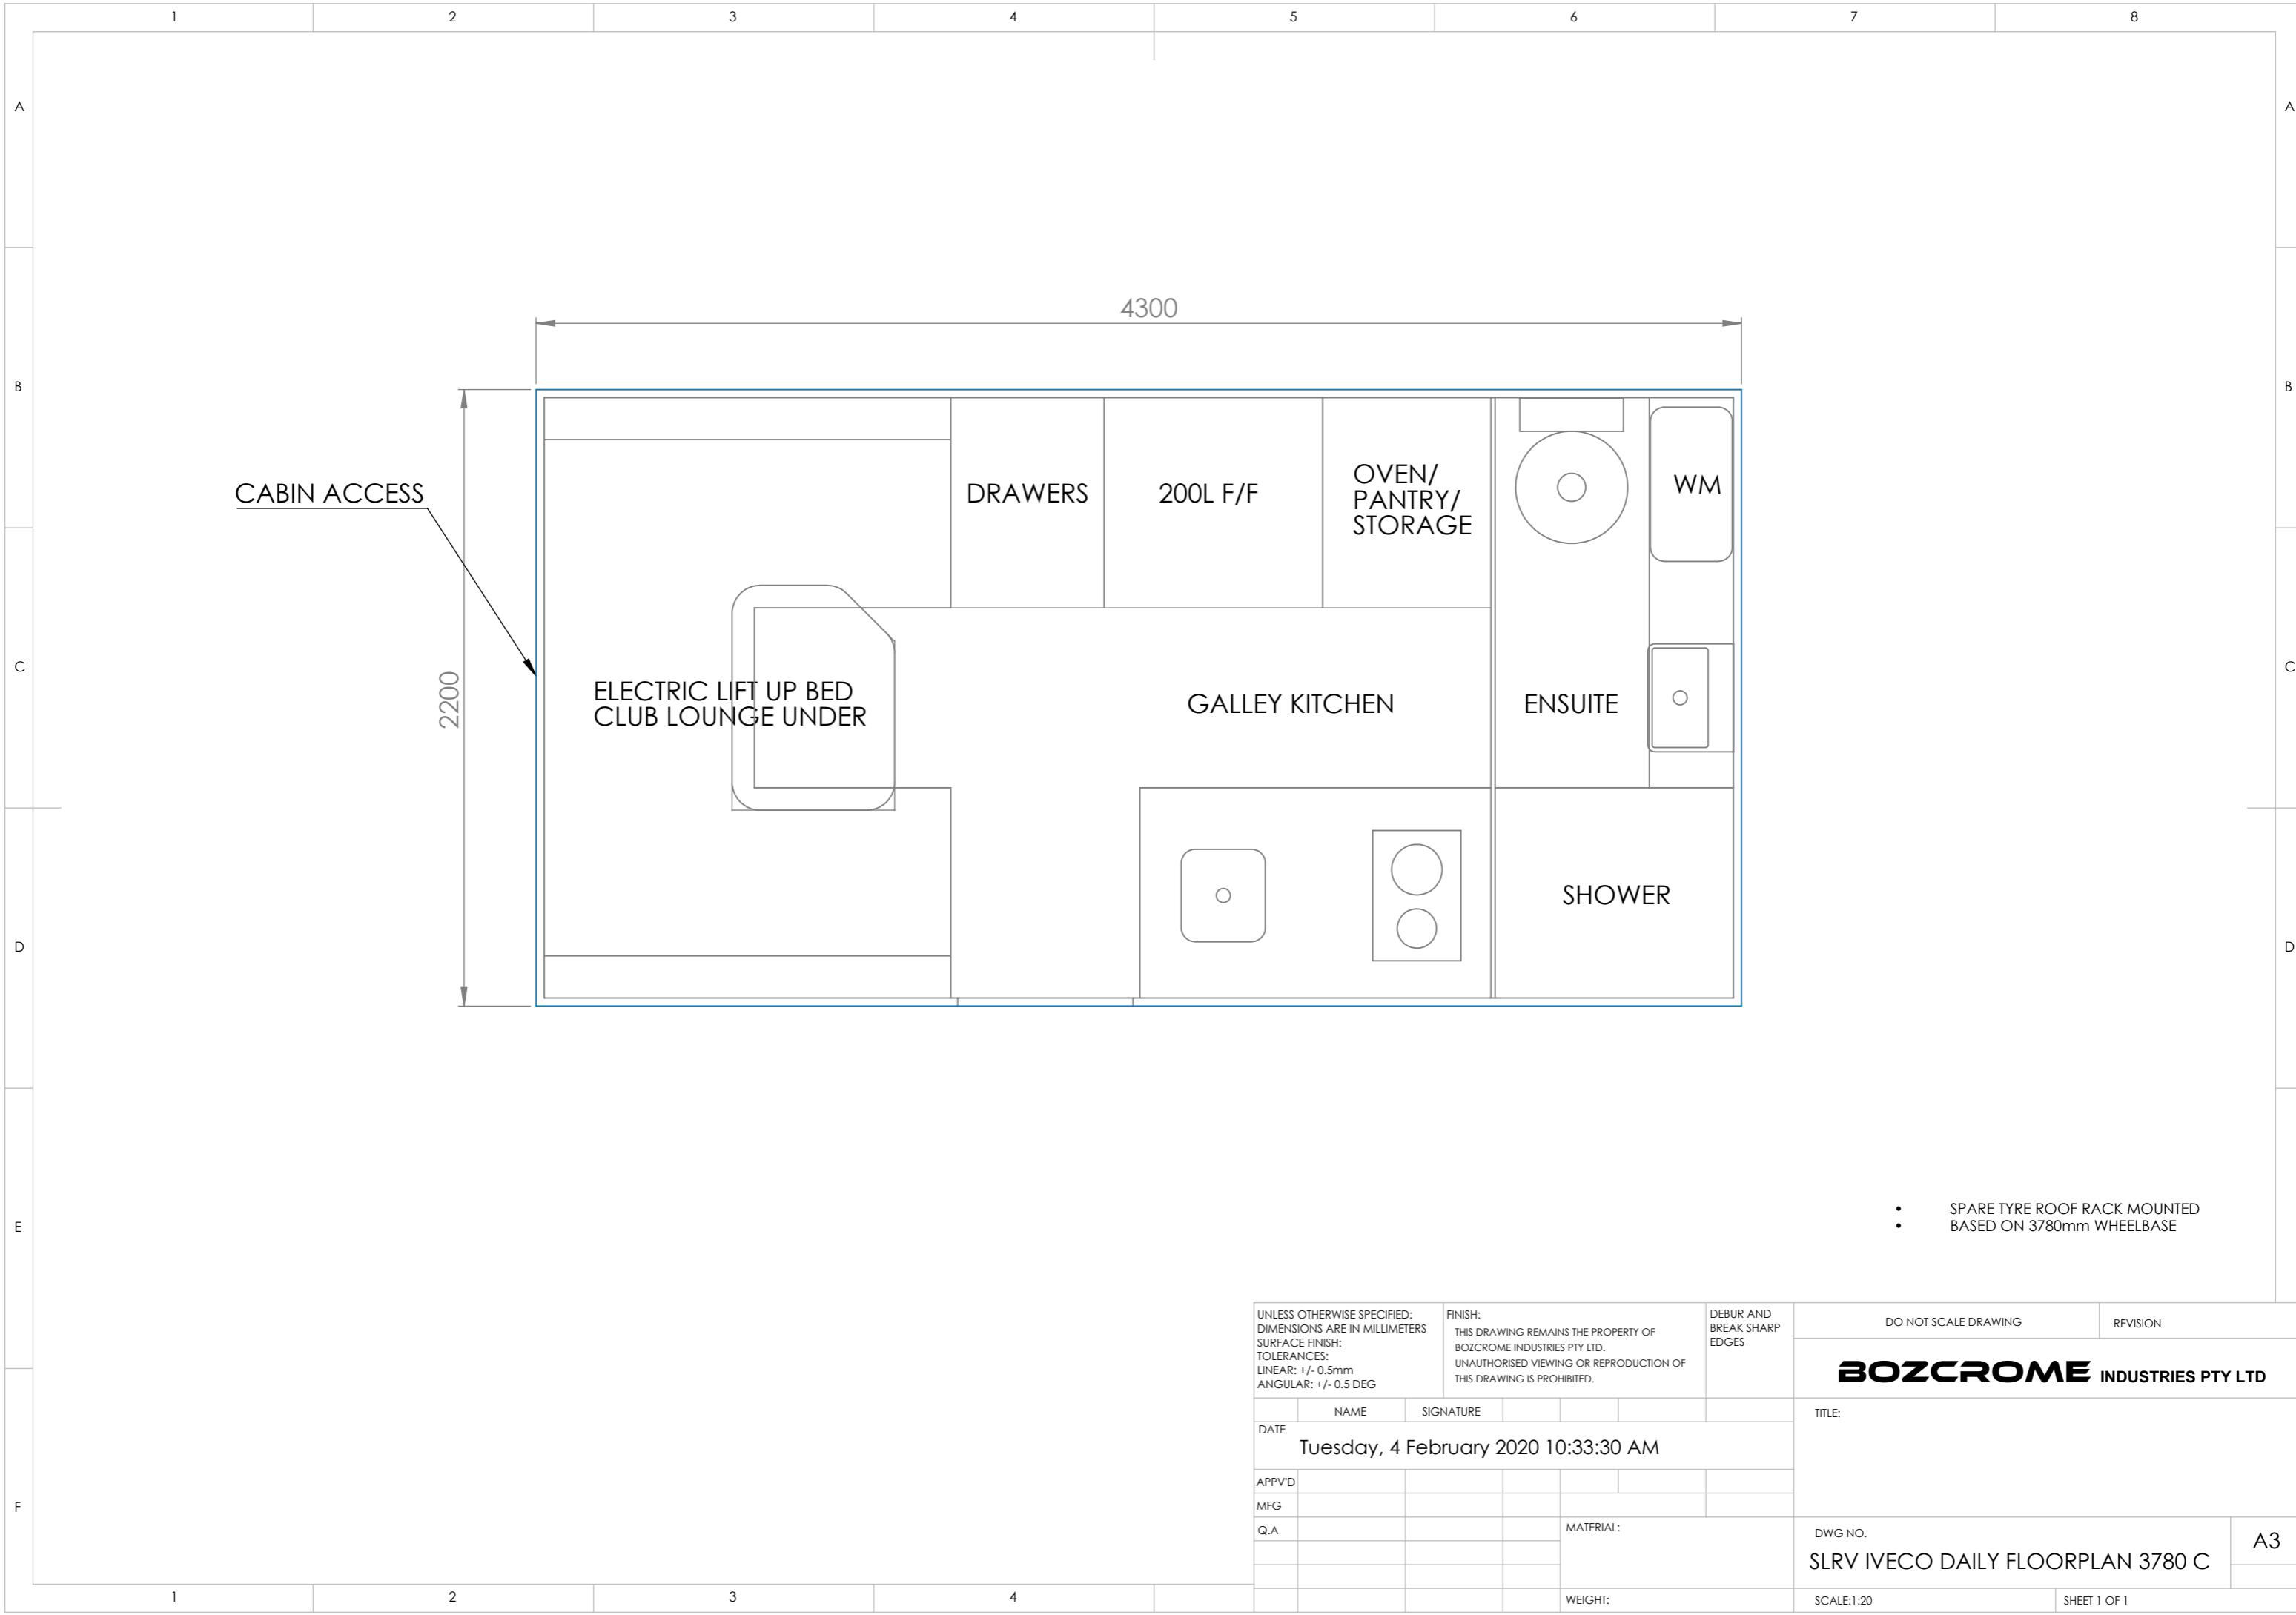 1 2 3 4 5 6 7 8
A A
4300
B B
CABIN ACCESS
DRAWERS
200L F/F
OVEN/
PANTRY/
STORAGE
WM
C C
2200
ELECTRIC LIFT UP BED
CLUB LOUNGE UNDER
GALLEY KITCHEN
ENSUITE
SHOWER
D D
E
• SPARE TYRE ROOF RACK MOUNTED
• BASED ON 3780mm WHEELBASE
UNLESS OTHERWISE SPECIFIED:
DIMENSIONS ARE IN MILLIMETERS
SURFACE FINISH:
TOLERANCES:
LINEAR: +/- 0.5mm
ANGULAR: +/- 0.5 DEG
FINISH:
THIS DRAWING REMAINS THE PROPERTY OF
BOZCROME INDUSTRIES PTY LTD.
UNAUTHORISED VIEWING OR REPRODUCTION OF
THIS DRAWING IS PROHIBITED.
DEBUR AND
BREAK SHARP
EDGES
DO NOT SCALE DRAWING
REVISION
BOZCROME INDUSTRIES PTY LTD
NAME SIGNATURE
TITLE:
DATE
Tuesday, 4 February 2020 10:33:30 AM
APPV'D
MFG
Q.A
MATERIAL:
DWG NO.
SLRV IVECO DAILY FLOORPLAN 3780 C
A3
WEIGHT:
SCALE:1:20
SHEET 1 OF 1
F
1 2 3 4